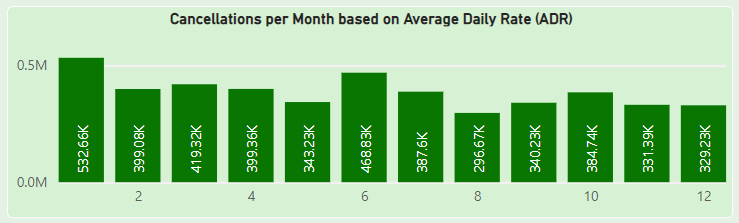 Cancellations per Month based on Average Daily Rate (ADR)
0.5M
0.0M
532.66K
399.08K
419.32K
399.36K
343.23K
468.83K
387.6K
296.67K
340.23K
384.74K
331.39K
329.23K
2
4
6
8
10
12